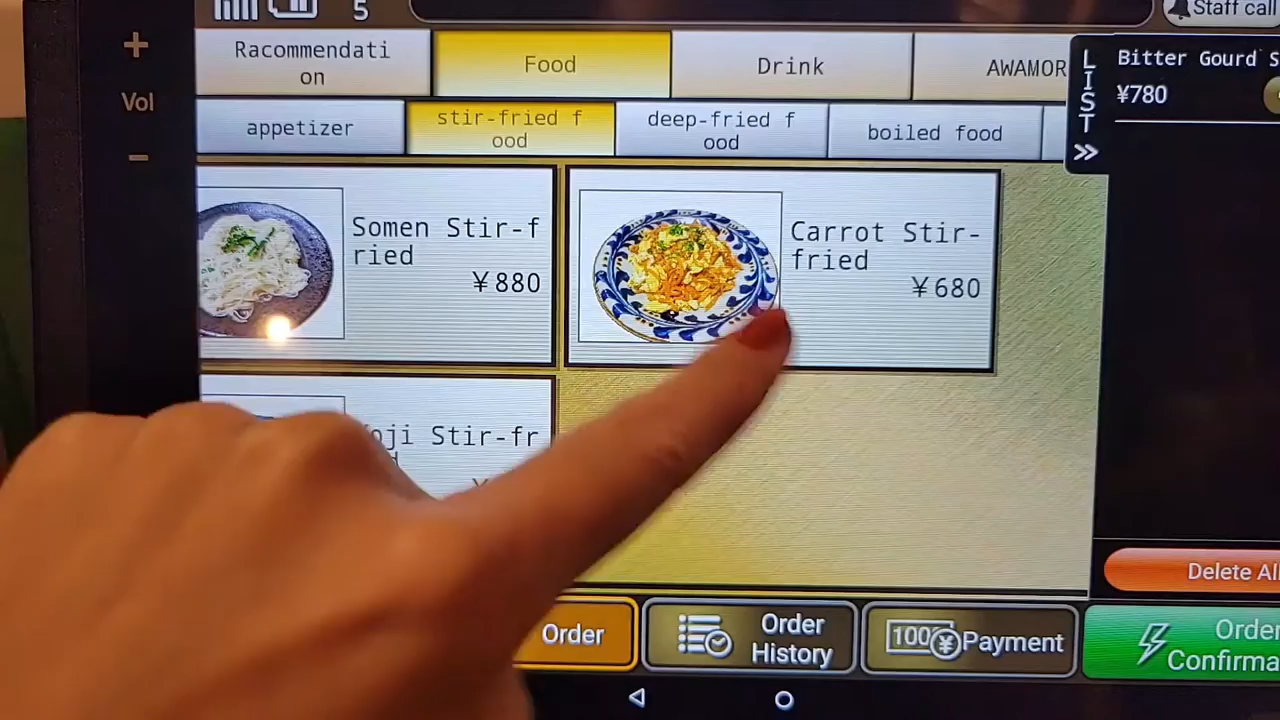 5
Staff call
+
Vol
-
Racommendati
on
Food
Drink
AWAMOR
appetizer
stir-fried f
ood
deep-fried f
ood
boiled food
LIST
Bitter Gourd S
¥780
Somen Stir-f
ried
¥880
Carrot Stir-
fried
¥680
oji Stir-fr
Delete All
Order
Order
History
1000
¥
Payment
Order
Confirma